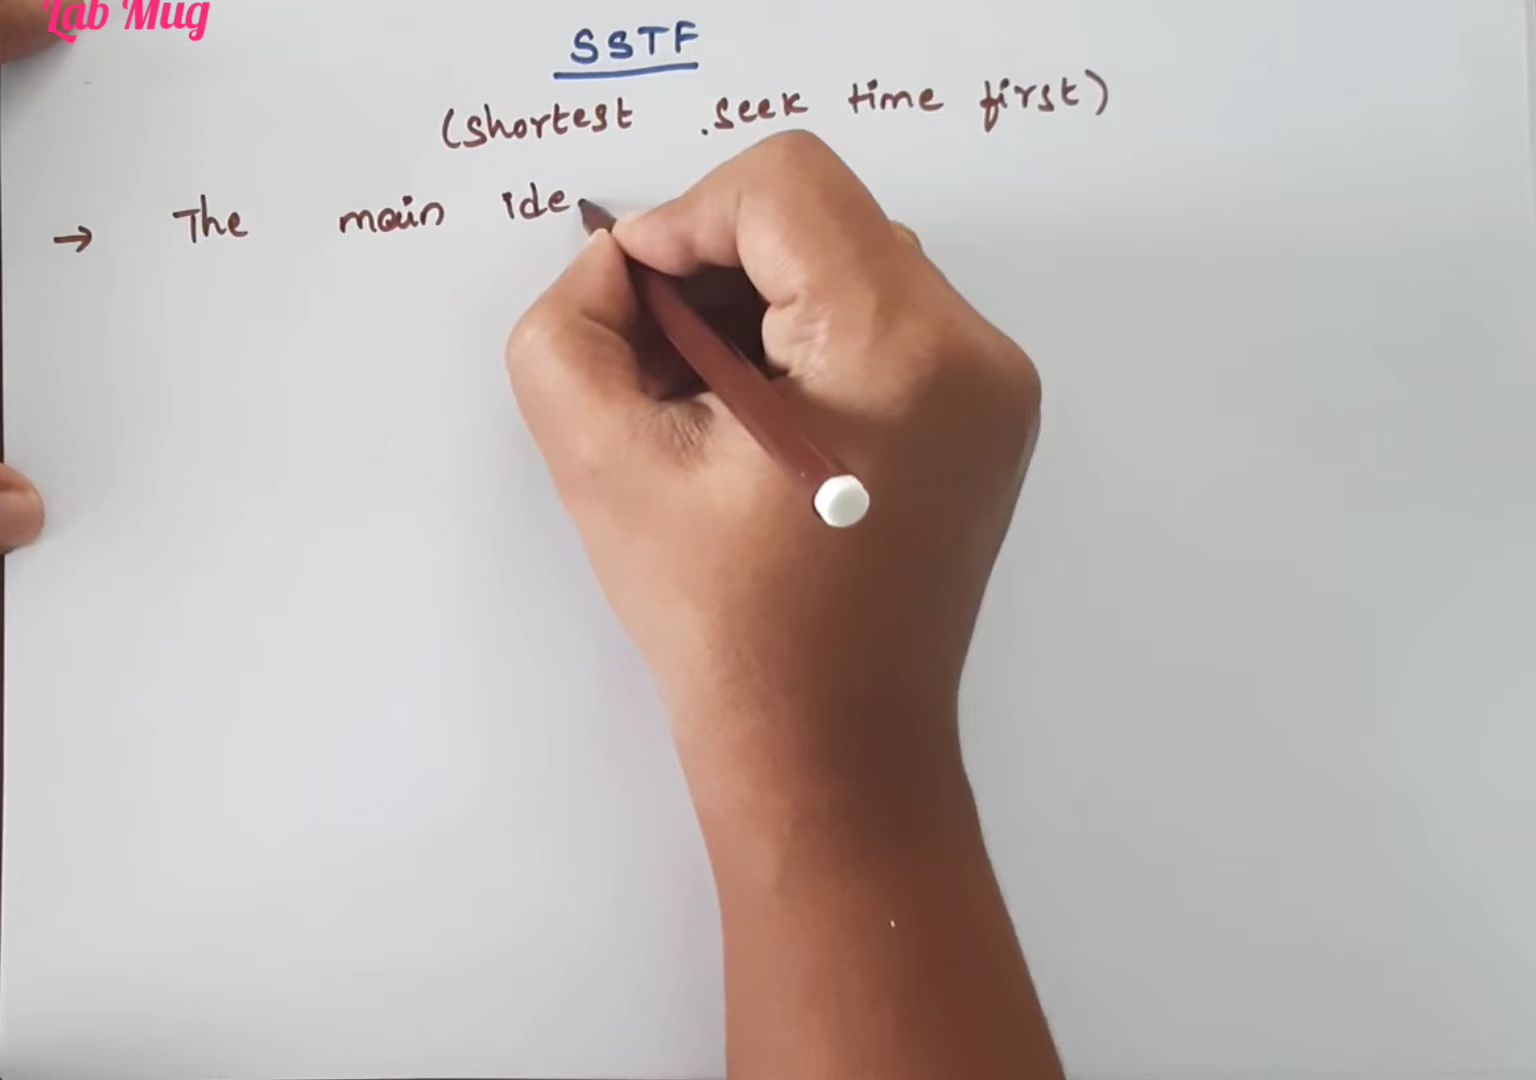 Lab Mug
SSTF
(shortest seek time first)
→ The main ide